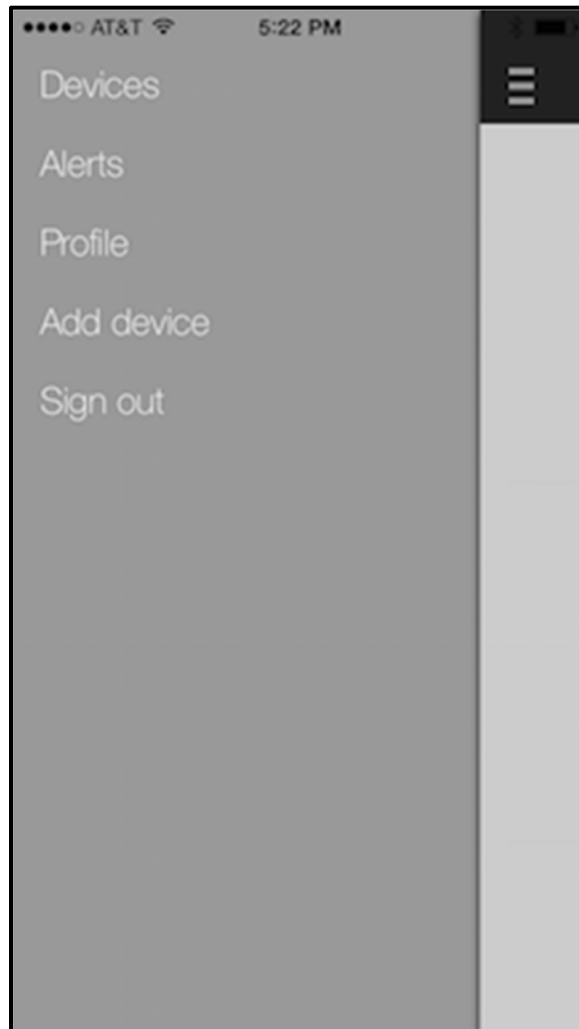 AT&T 5:22 PM
Devices
Alerts
Profile
Add device
Sign out